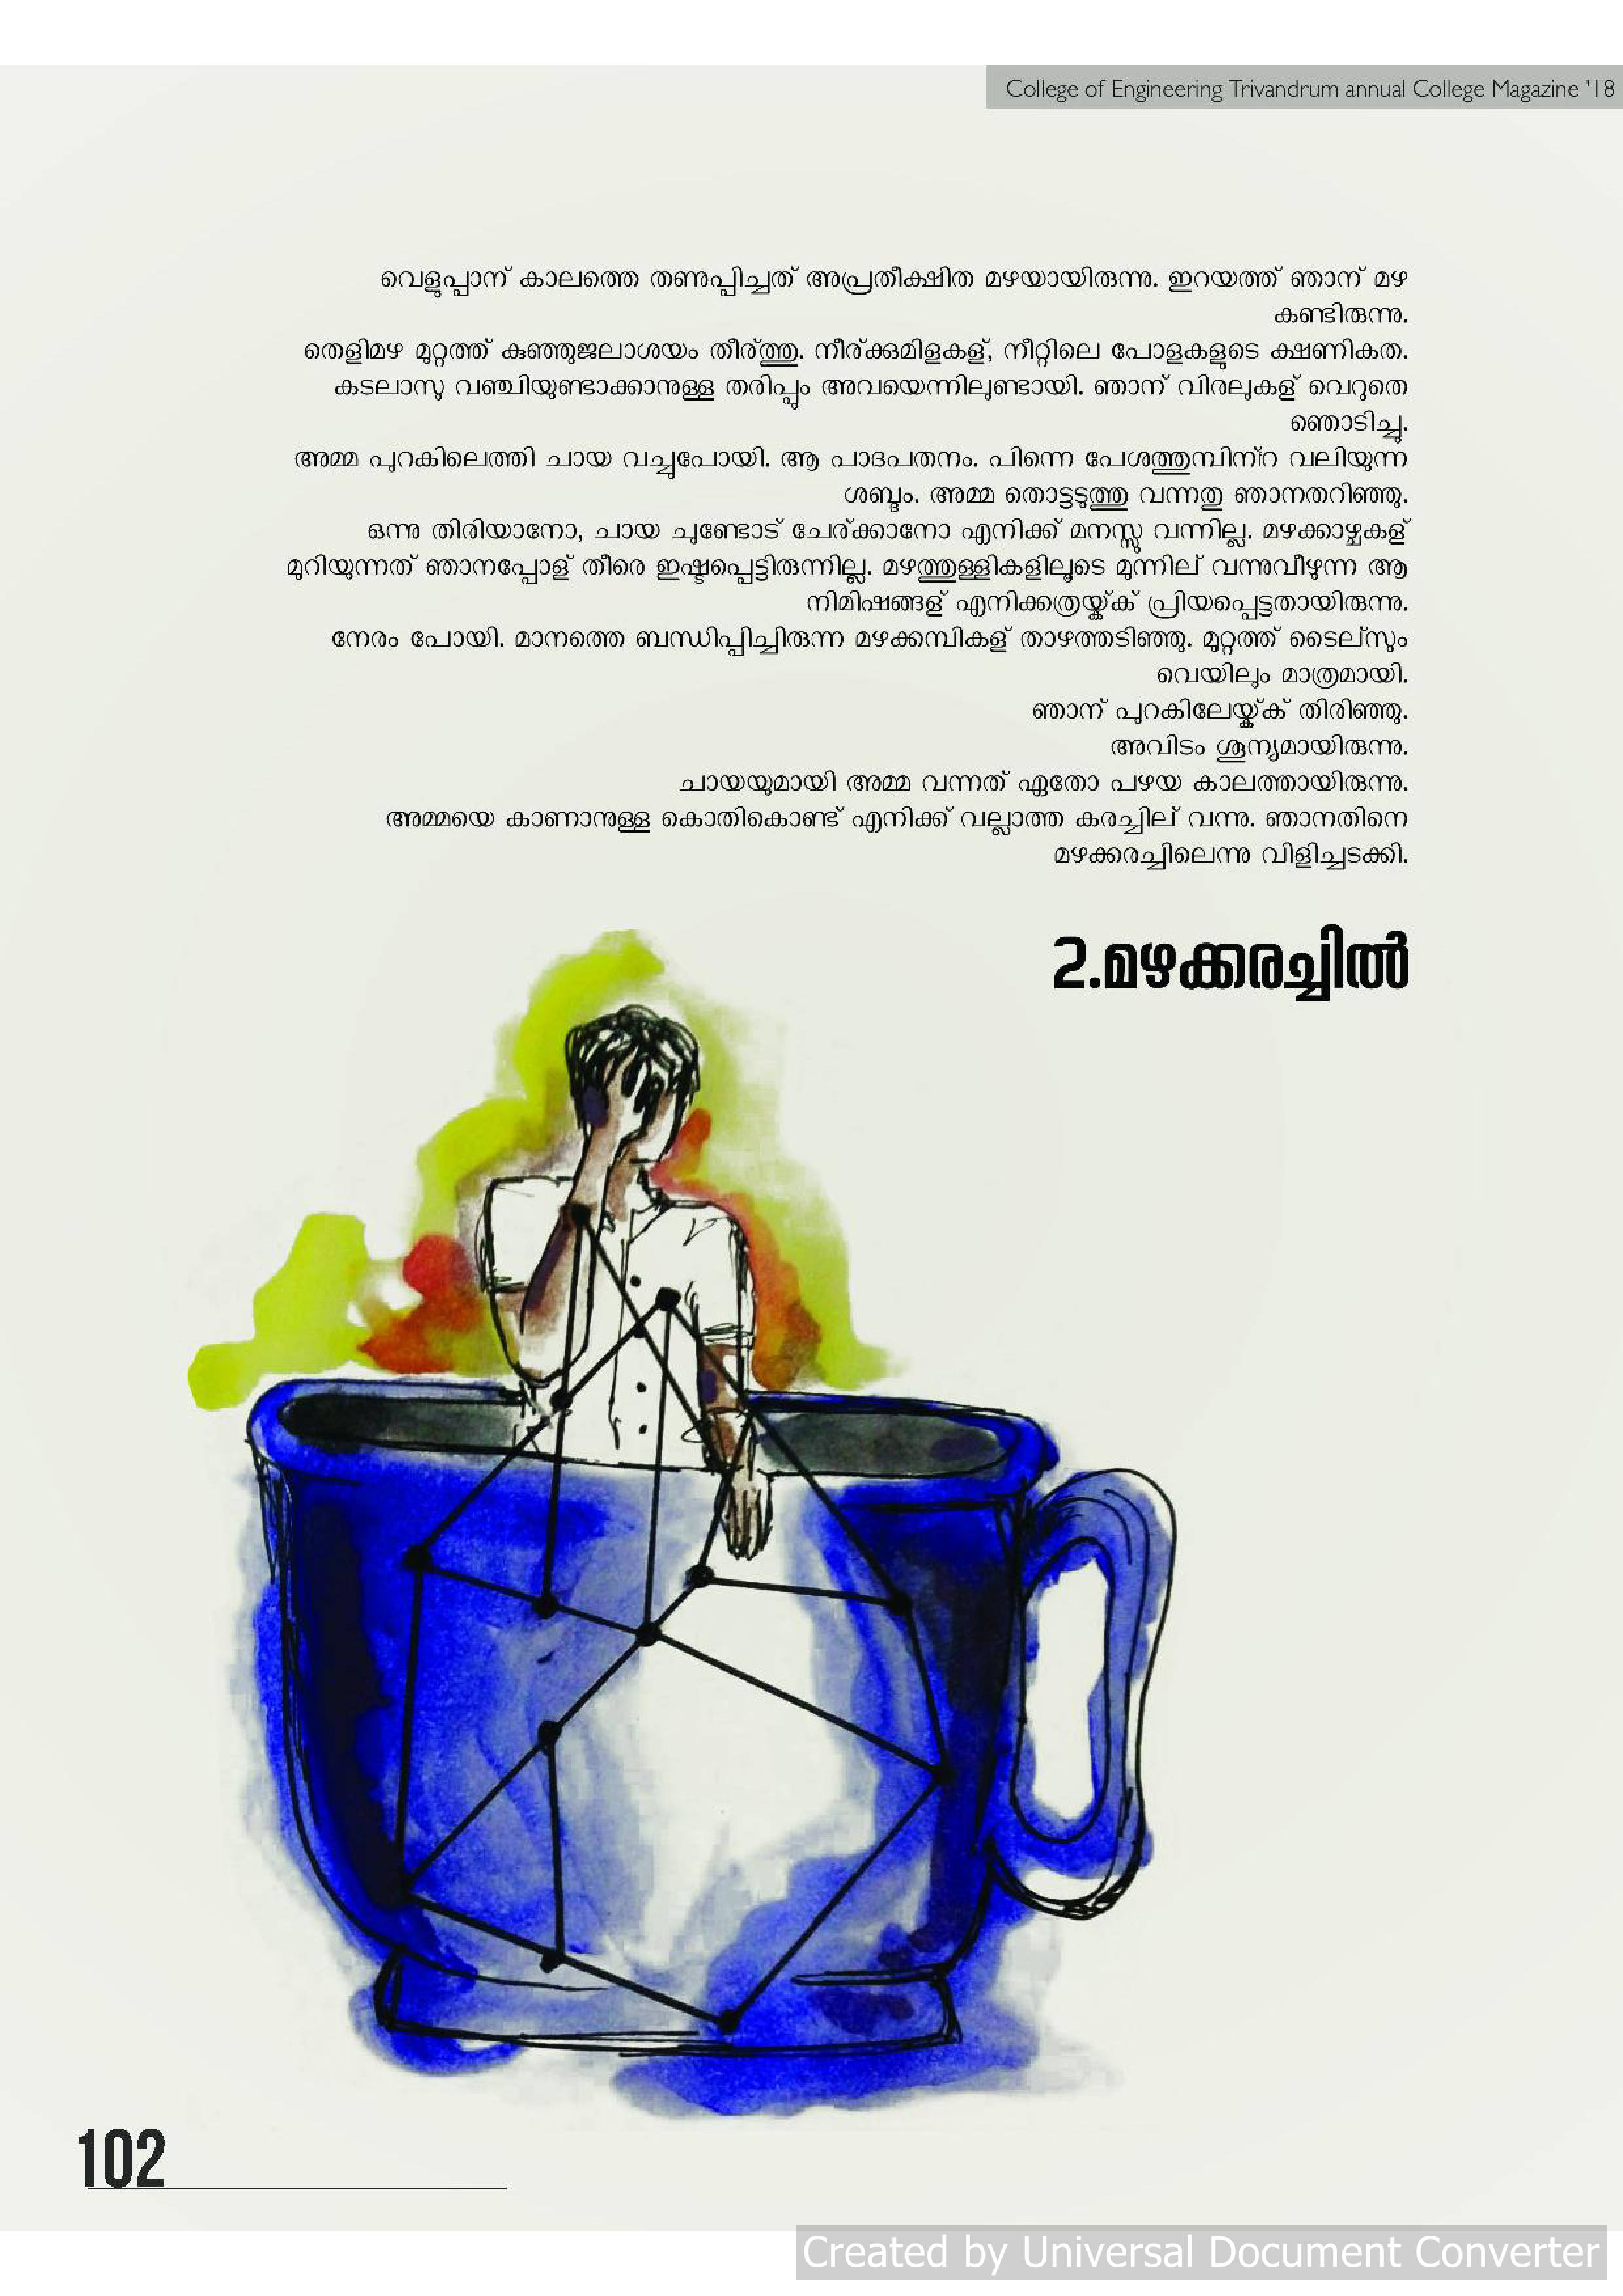 College of Engineering Trivandrum annual College Magazine '18
വെളുപ്പാന് കാലത്തെ തണുപ്പിച്ചത് അപ്രതീക്ഷിത മഴയായിരുന്നു. ഇറയത്ത് ഞാന് മഴ
കണ്ടിരുന്നു.
തെളിമഴ മുറ്റത്ത് കുഞ്ഞുജലാശയം തീര്ത്തു. നീര്ക്കുമിളകള്, നീറ്റിലെ പോളകളുടെ ക്ഷണികത.
കടലാസു വഞ്ചിയുണ്ടാക്കാനുള്ള തരിപ്പും അവയെന്നിലുണ്ടായി. ഞാന് വിരലുകള് വെറുതെ
ഞൊടിച്ചു.
അമ്മ പുറകിലെത്തി ചായ വച്ചുപോയി. ആ പാദപതനം. പിന്നെ പേശത്തുമ്പിന്റ വലിയുന്ന
ശബ്ദം. അമ്മ തൊട്ടടുത്തു വന്നതു ഞാനതറിഞ്ഞു.
ഒന്നു തിരിയാനോ, ചായ ചുണ്ടോട് ചേര്ക്കാനോ എനിക്ക് മനസ്സു വന്നില്ല. മഴക്കാഴ്ചകള്
മുറിയുന്നത് ഞാനപ്പോള് തീരെ ഇഷ്ടപ്പെട്ടിരുന്നില്ല. മഴത്തുള്ളികളിലൂടെ മുന്നില് വന്നുവീഴുന്ന ആ
നിമിഷങ്ങള് എനിക്കത്രയ്ക്ക് പ്രിയപ്പെട്ടതായിരുന്നു.
നേരം പോയി. മാനത്തെ ബന്ധിപ്പിച്ചിരുന്ന മഴക്കമ്പികള് താഴത്തടിഞ്ഞു. മുറ്റത്ത് ടൈല്സും
വെയിലും മാത്രമായി.
ഞാന് പുറകിലേയ്ക്ക് തിരിഞ്ഞു.
അവിടം ശൂന്യമായിരുന്നു.
ചായയുമായി അമ്മ വന്നത് ഏതോ പഴയ കാലത്തായിരുന്നു.
അമ്മയെ കാണാനുള്ള കൊതികൊണ്ട് എനിക്ക് വല്ലാത്ത കരച്ചില് വന്നു. ഞാനതിനെ
മഴക്കരച്ചിലെന്നു വിളിച്ചടക്കി.
2.മഴക്കരച്ചിൽ
102
Created by Universal Document Converter